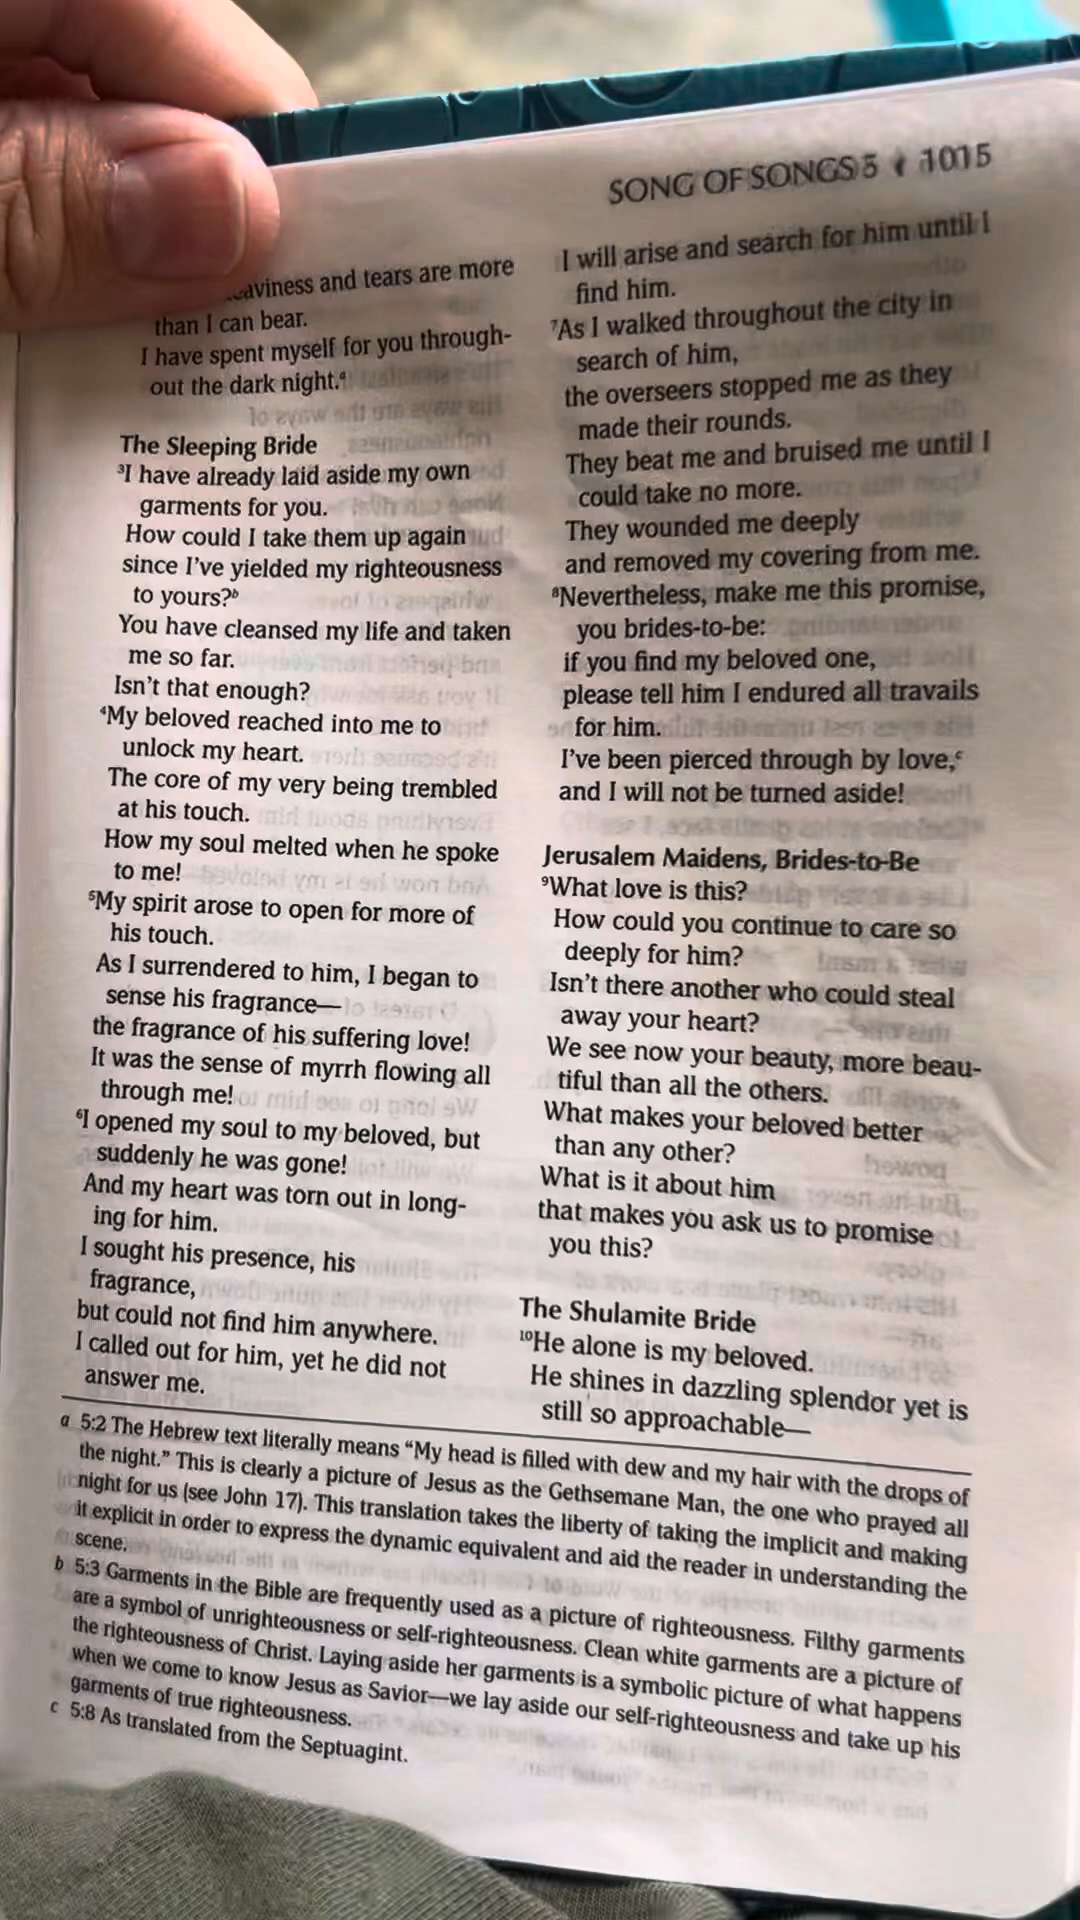 SONG OF SONGS 5 1015
and tears are more
than I can bear.
I have spent myself for you through-
out the dark night.ᵃ
The Sleeping Bride
³I have already laid aside my own
garments for you.
How could I take them up again
since I've yielded my righteousness
to yours?ᵇ
You have cleansed my life and taken
me so far.
Isn't that enough?
⁴My beloved reached into me to
unlock my heart.
The core of my very being trembled
at his touch.
How my soul melted when he spoke
to me!
⁵My spirit arose to open for more of
his touch.
As I surrendered to him, I began to
sense his fragrance—
the fragrance of his suffering love!
It was the sense of myrrh flowing all
through me!
⁶I opened my soul to my beloved, but
suddenly he was gone!
And my heart was torn out in long-
ing for him.
I sought his presence, his
fragrance,
but could not find him anywhere.
I called out for him, yet he did not
answer me.
I will arise and search for him until I
find him.
⁷As I walked throughout the city in
search of him,
the overseers stopped me as they
made their rounds.
They beat me and bruised me until I
could take no more.
They wounded me deeply
and removed my covering from me.
⁸Nevertheless, make me this promise,
you brides-to-be:
if you find my beloved one,
please tell him I endured all travails
for him.
I've been pierced through by love,ᶜ
and I will not be turned aside!
Jerusalem Maidens, Brides-to-Be
⁹What love is this?
How could you continue to care so
deeply for him?
Isn't there another who could steal
away your heart?
We see now your beauty, more beau-
tiful than all the others.
What makes your beloved better
than any other?
What is it about him
that makes you ask us to promise
you this?
The Shulamite Bride
¹⁰He alone is my beloved.
He shines in dazzling splendor yet is
still so approachable—
a 5:2 The Hebrew text literally means "My head is filled with dew and my hair with the drops of
the night." This is clearly a picture of Jesus as the Gethsemane Man, the one who prayed all
night for us (see John 17). This translation takes the liberty of taking the implicit and making
it explicit in order to express the dynamic equivalent and aid the reader in understanding the
scene.
b 5:3 Garments in the Bible are frequently used as a picture of righteousness. Filthy garments
are a symbol of unrighteousness or self-righteousness. Clean white garments are a picture of
the righteousness of Christ. Laying aside her garments is a symbolic picture of what happens
when we come to know Jesus as Savior—we lay aside our self-righteousness and take up his
garments of true righteousness.
c 5:8 As translated from the Septuagint.